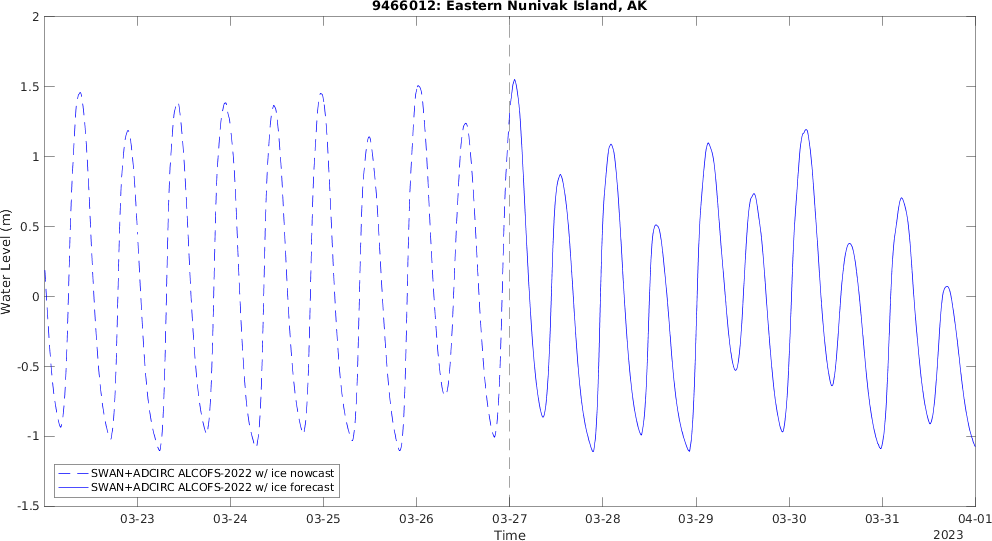 9466012: Eastern Nunivak Island, AK
2
1.5
1
0.5
0
-0.5
-1
-1.5
Water Level (m)
SWAN+ADCIRC ALCOFS-2022 w/ ice nowcast
SWAN+ADCIRC ALCOFS-2022 w/ ice forecast
03-23 03-24 03-25 03-26 03-27 03-28 03-29 03-30 03-31 04-01
Time
2023